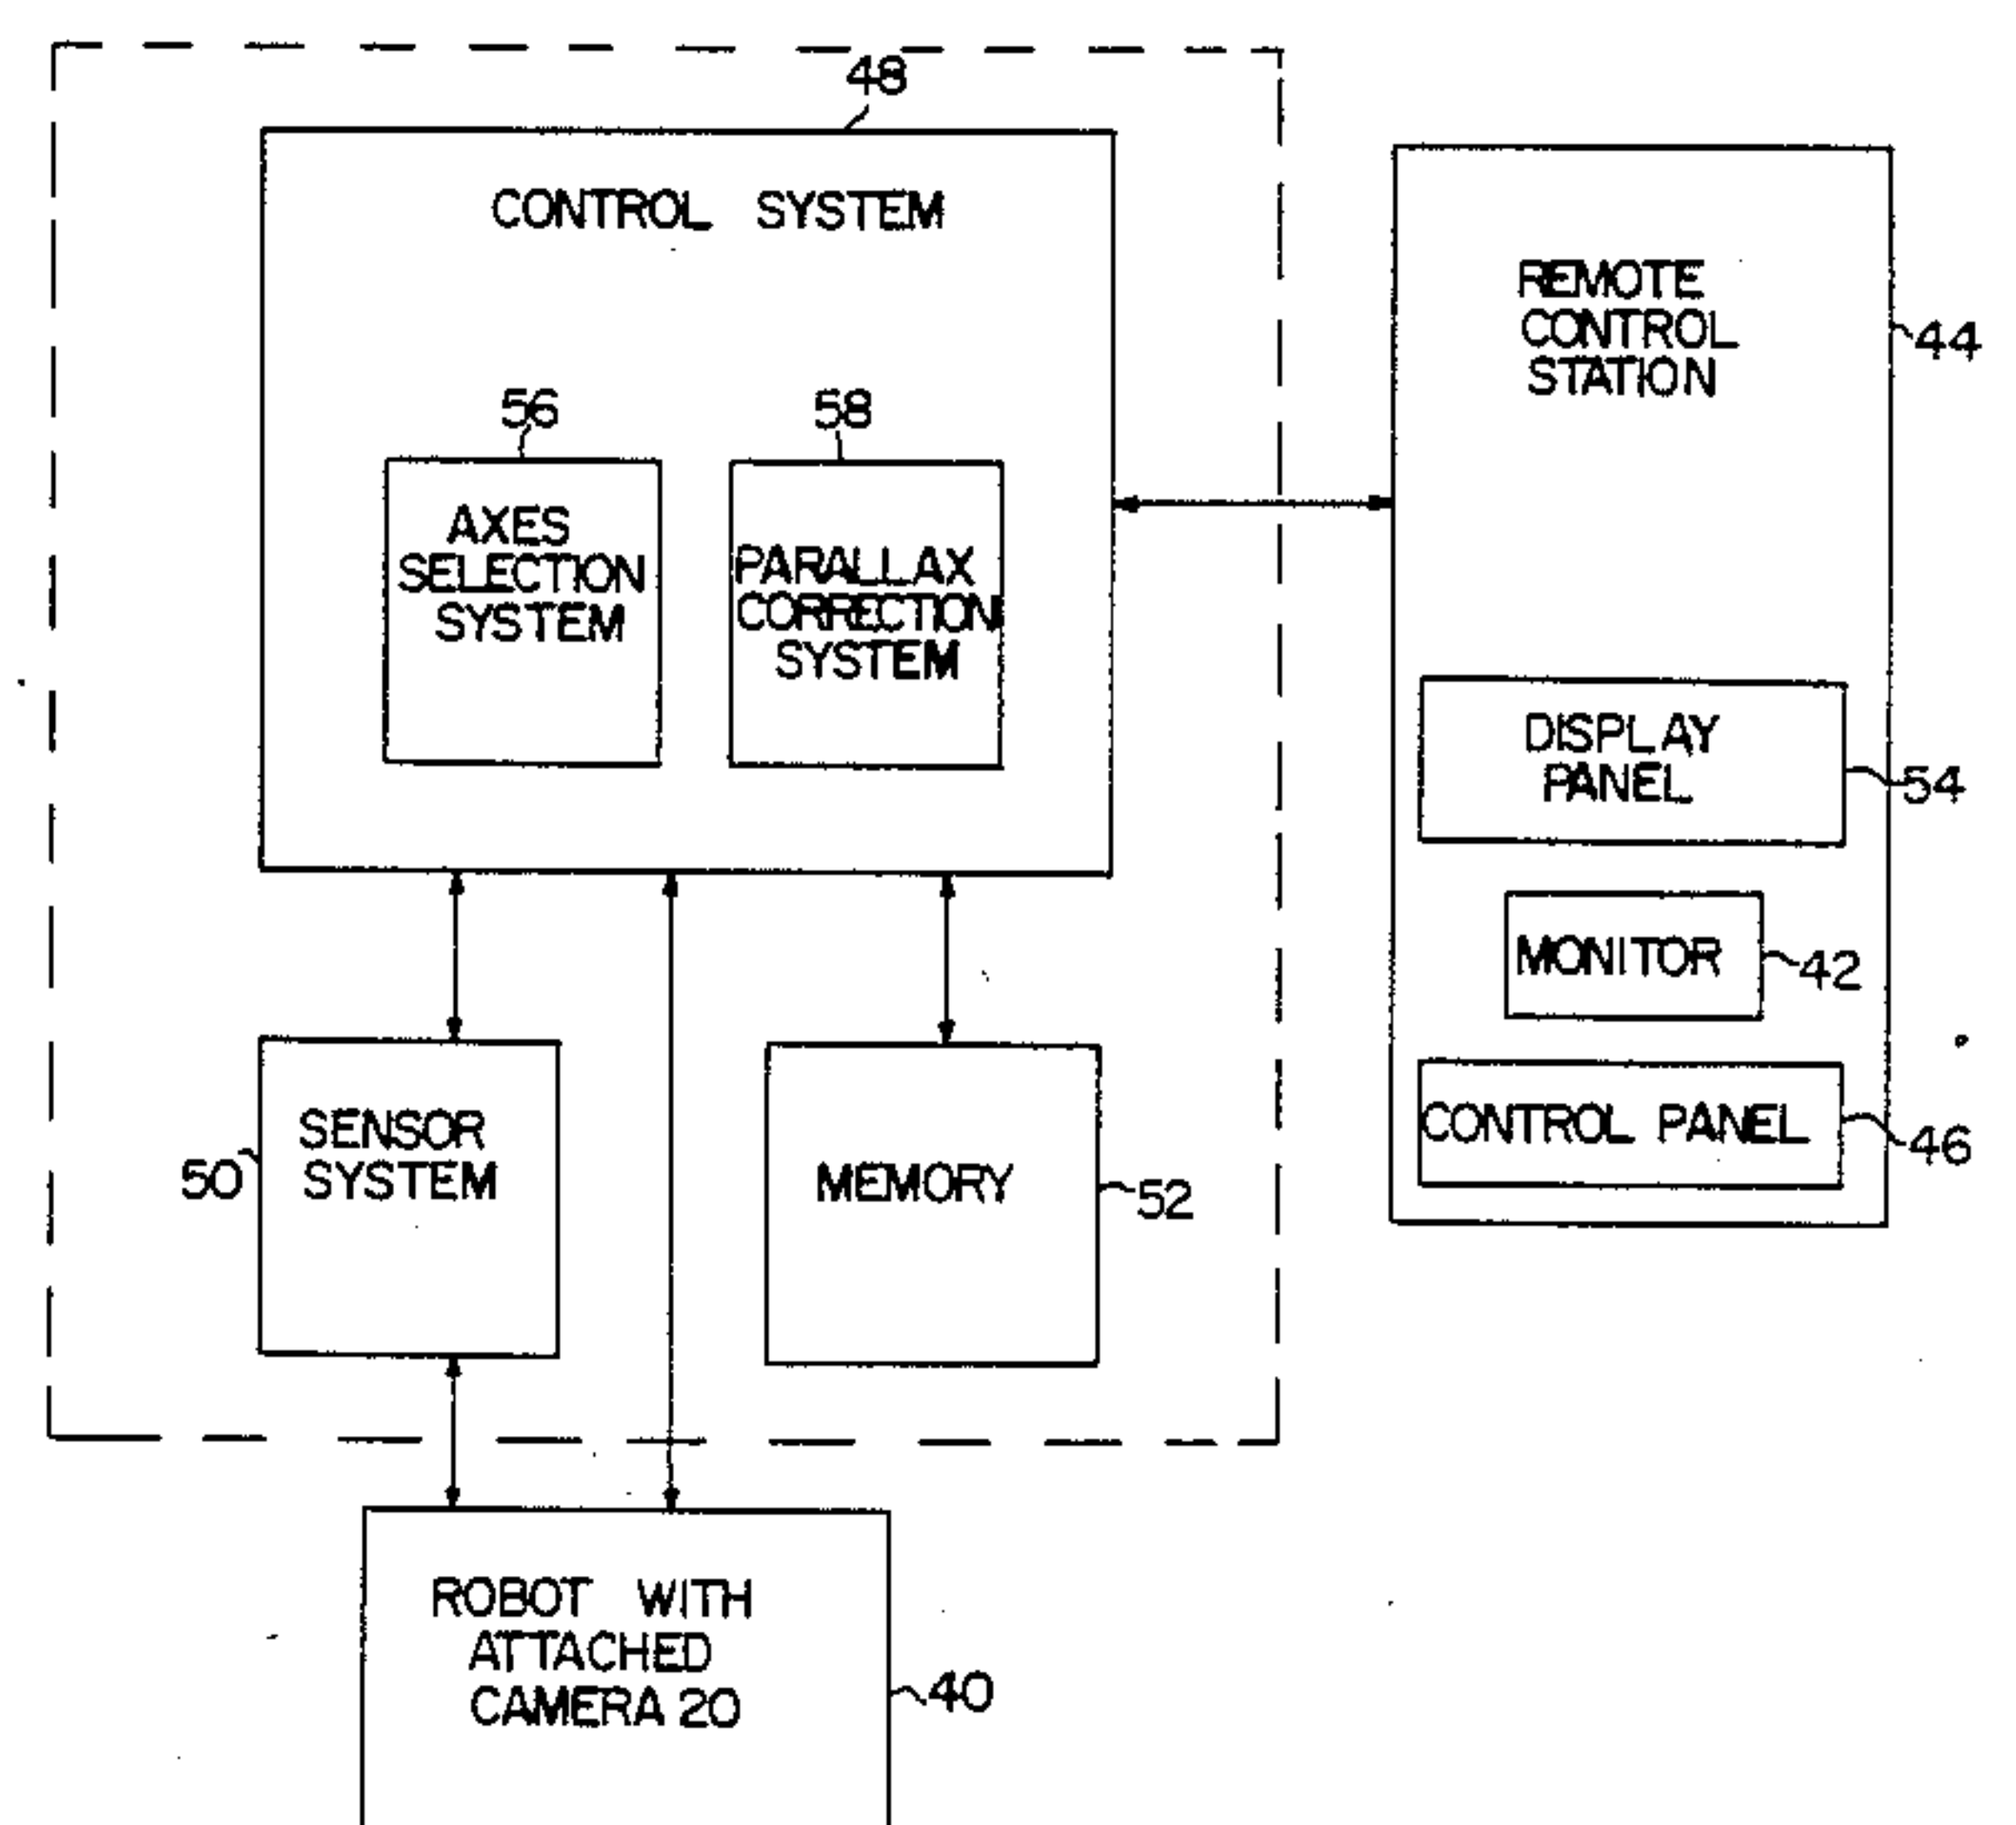 48
CONTROL SYSTEM
56
AXES
SELECTION
SYSTEM
58
PARALLAX
CORRECTION
SYSTEM
REMOTE
CONTROL
STATION
44
DISPLAY
PANEL
54
MONITOR
42
CONTROL PANEL
46
SENSOR
SYSTEM
50
MEMORY
52
ROBOT WITH
ATTACHED
CAMERA 20
40